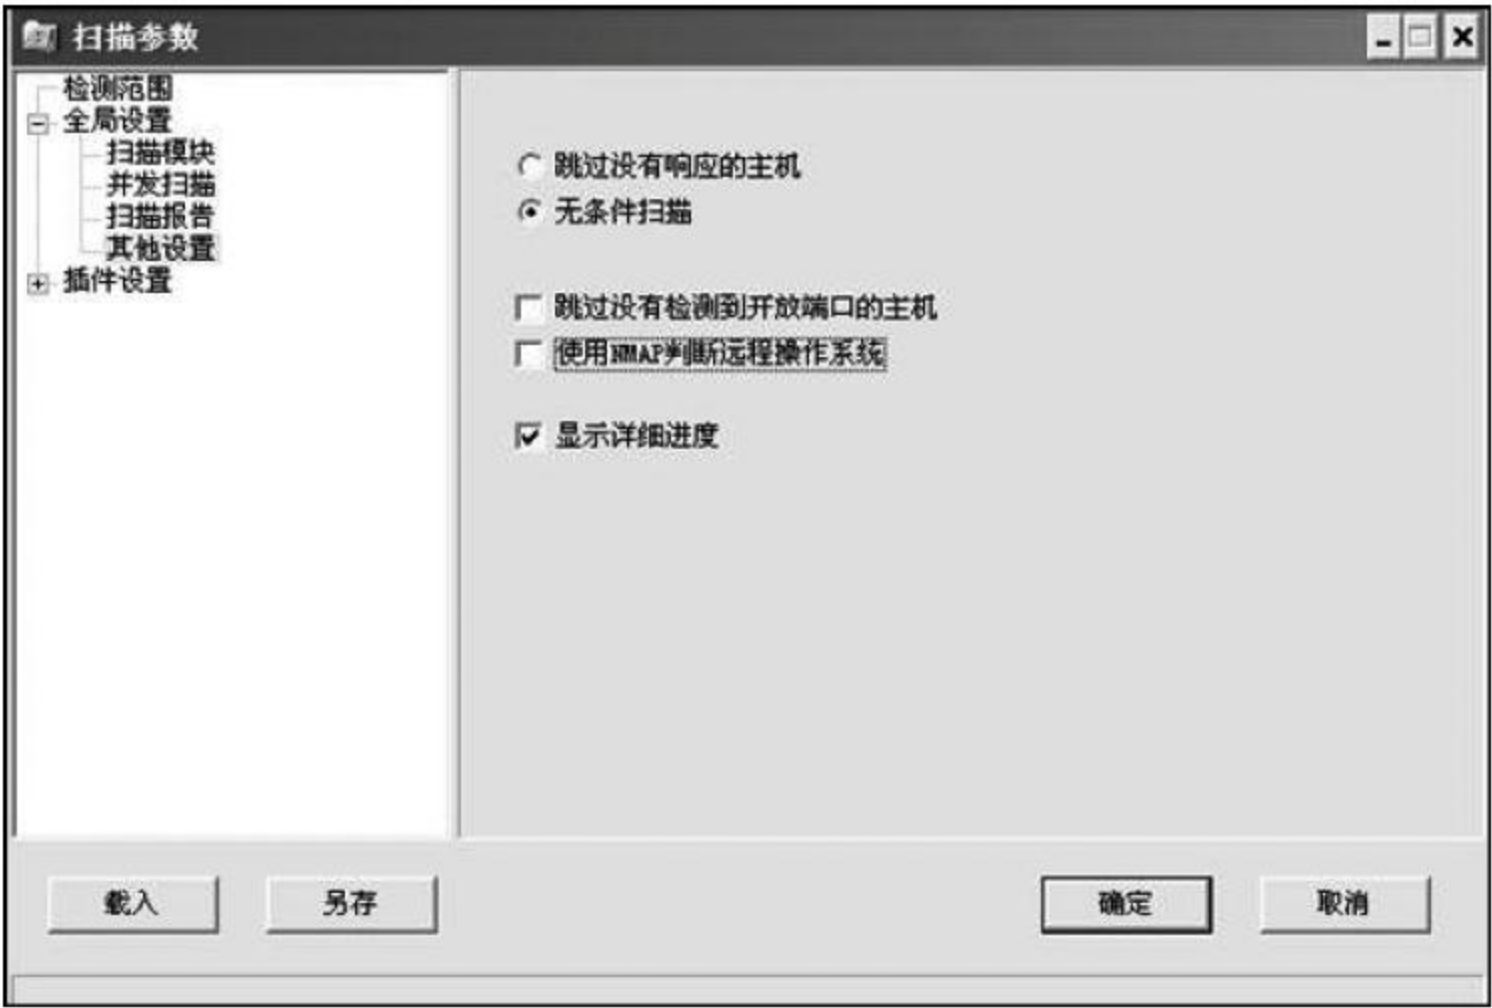 扫描参数
检测范围
全局设置
扫描模块
并发扫描
扫描报告
其他设置
插件设置
跳过没有响应的主机
无条件扫描
跳过没有检测到开放端口的主机
使用NMAP判断远程操作系统
显示详细进度
载入
另存
确定
取消